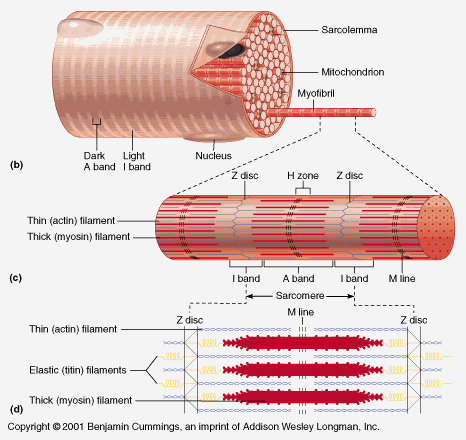 Sarcolemma
Mitochondrion
Myofibril
(b)
Dark
A band
Light
I band
Nucleus
Z disc
H zone
Z disc
Thin (actin) filament
Thick (myosin) filament
(c)
I band
A band
I band
M line
Sarcomere
Z disc
M line
Z disc
Thin (actin) filament
Elastic (titin) filaments
Thick (myosin) filament
(d)
Copyright © 2001 Benjamin Cummings, an imprint of Addison Wesley Longman, Inc.